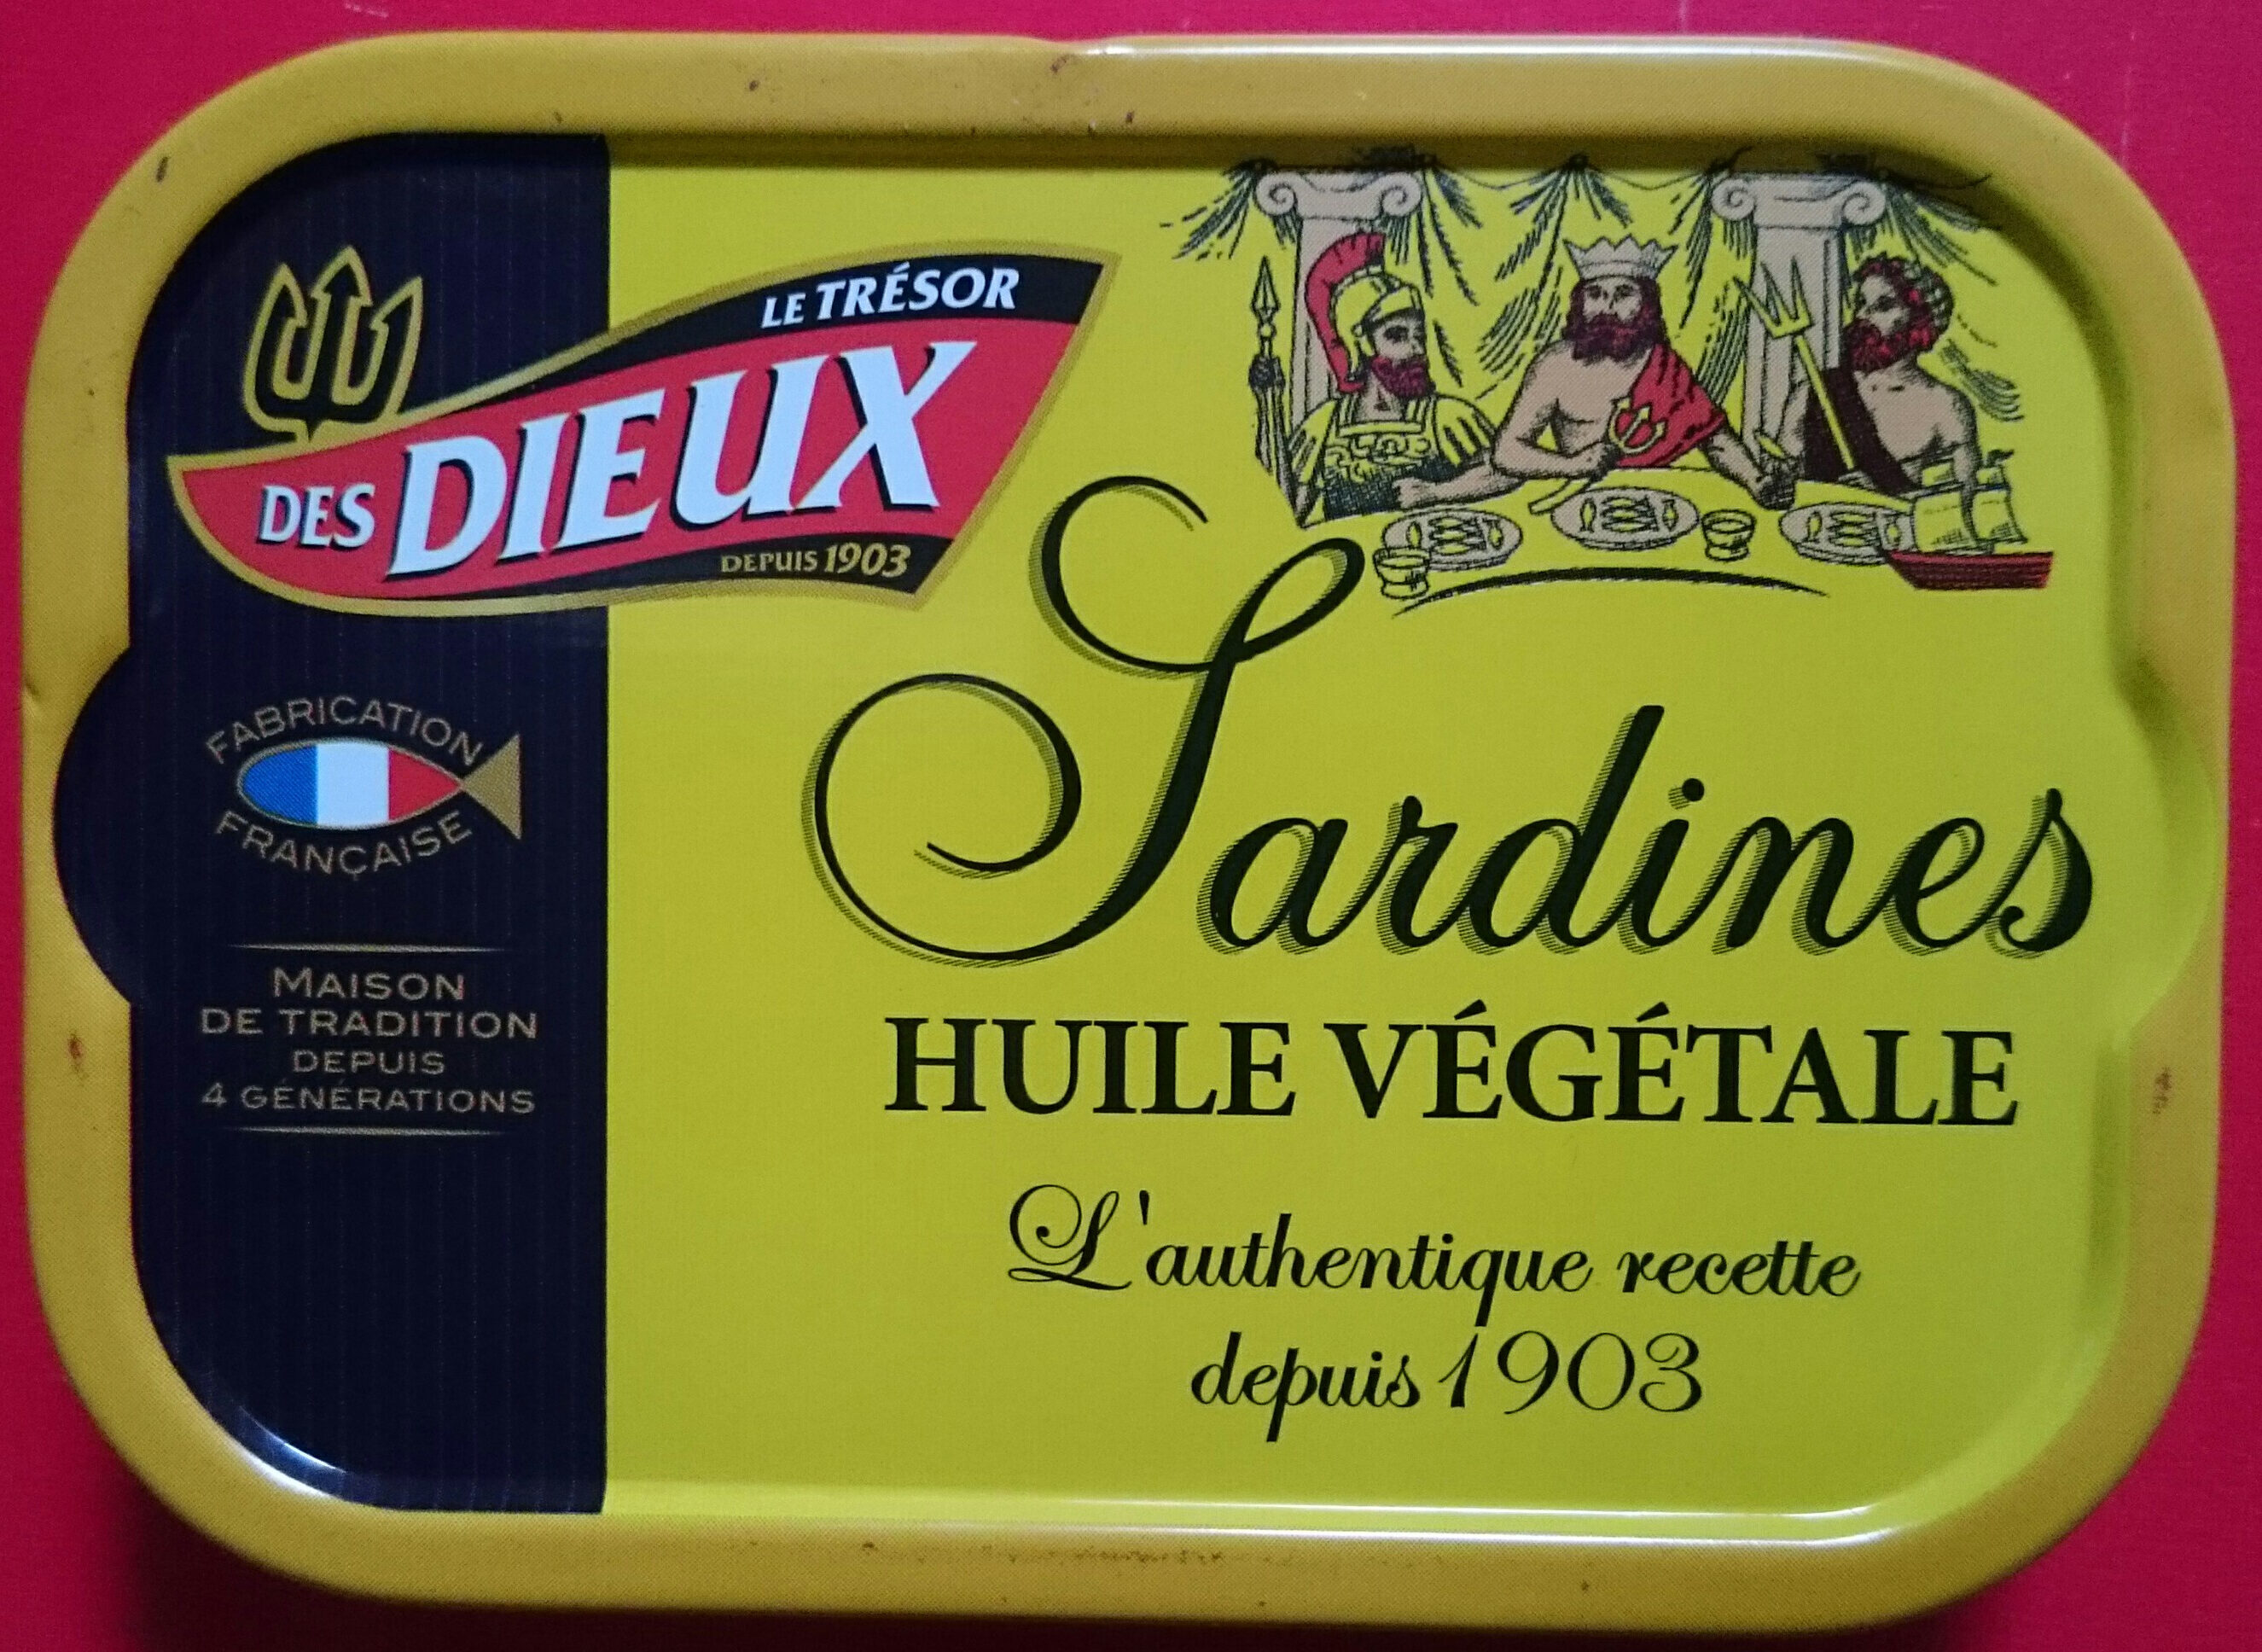 LE TRÉSOR
DES DIEUX
DEPUIS 1903
FABRICATION
FRANÇAISE
MAISON
DE TRADITION
DEPUIS
4 GÉNÉRATIONS
Sardines
HUILE VÉGÉTALE
L'authentique recette
depuis 1903